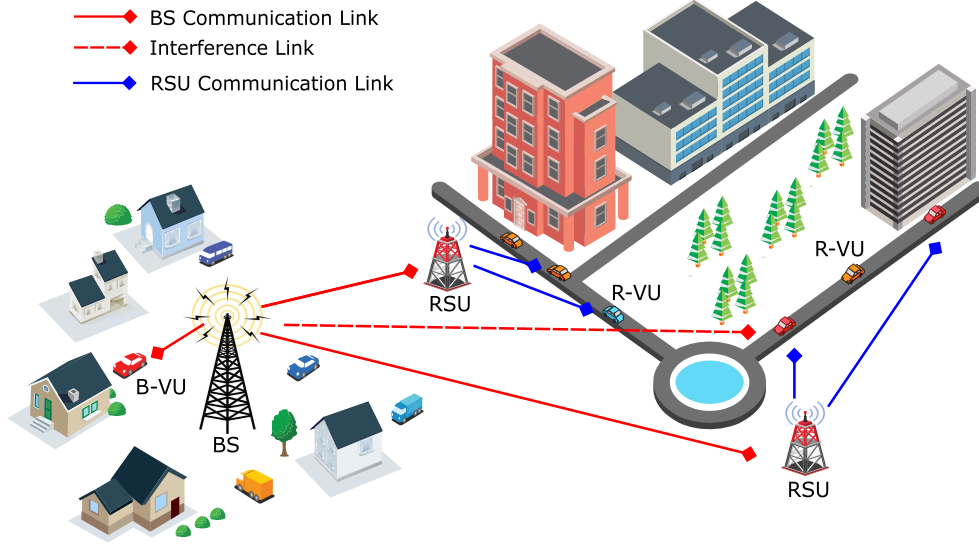 BS Communication Link
Interference Link
RSU Communication Link
R-VU
RSU
R-VU
B-VU
BS
RSU